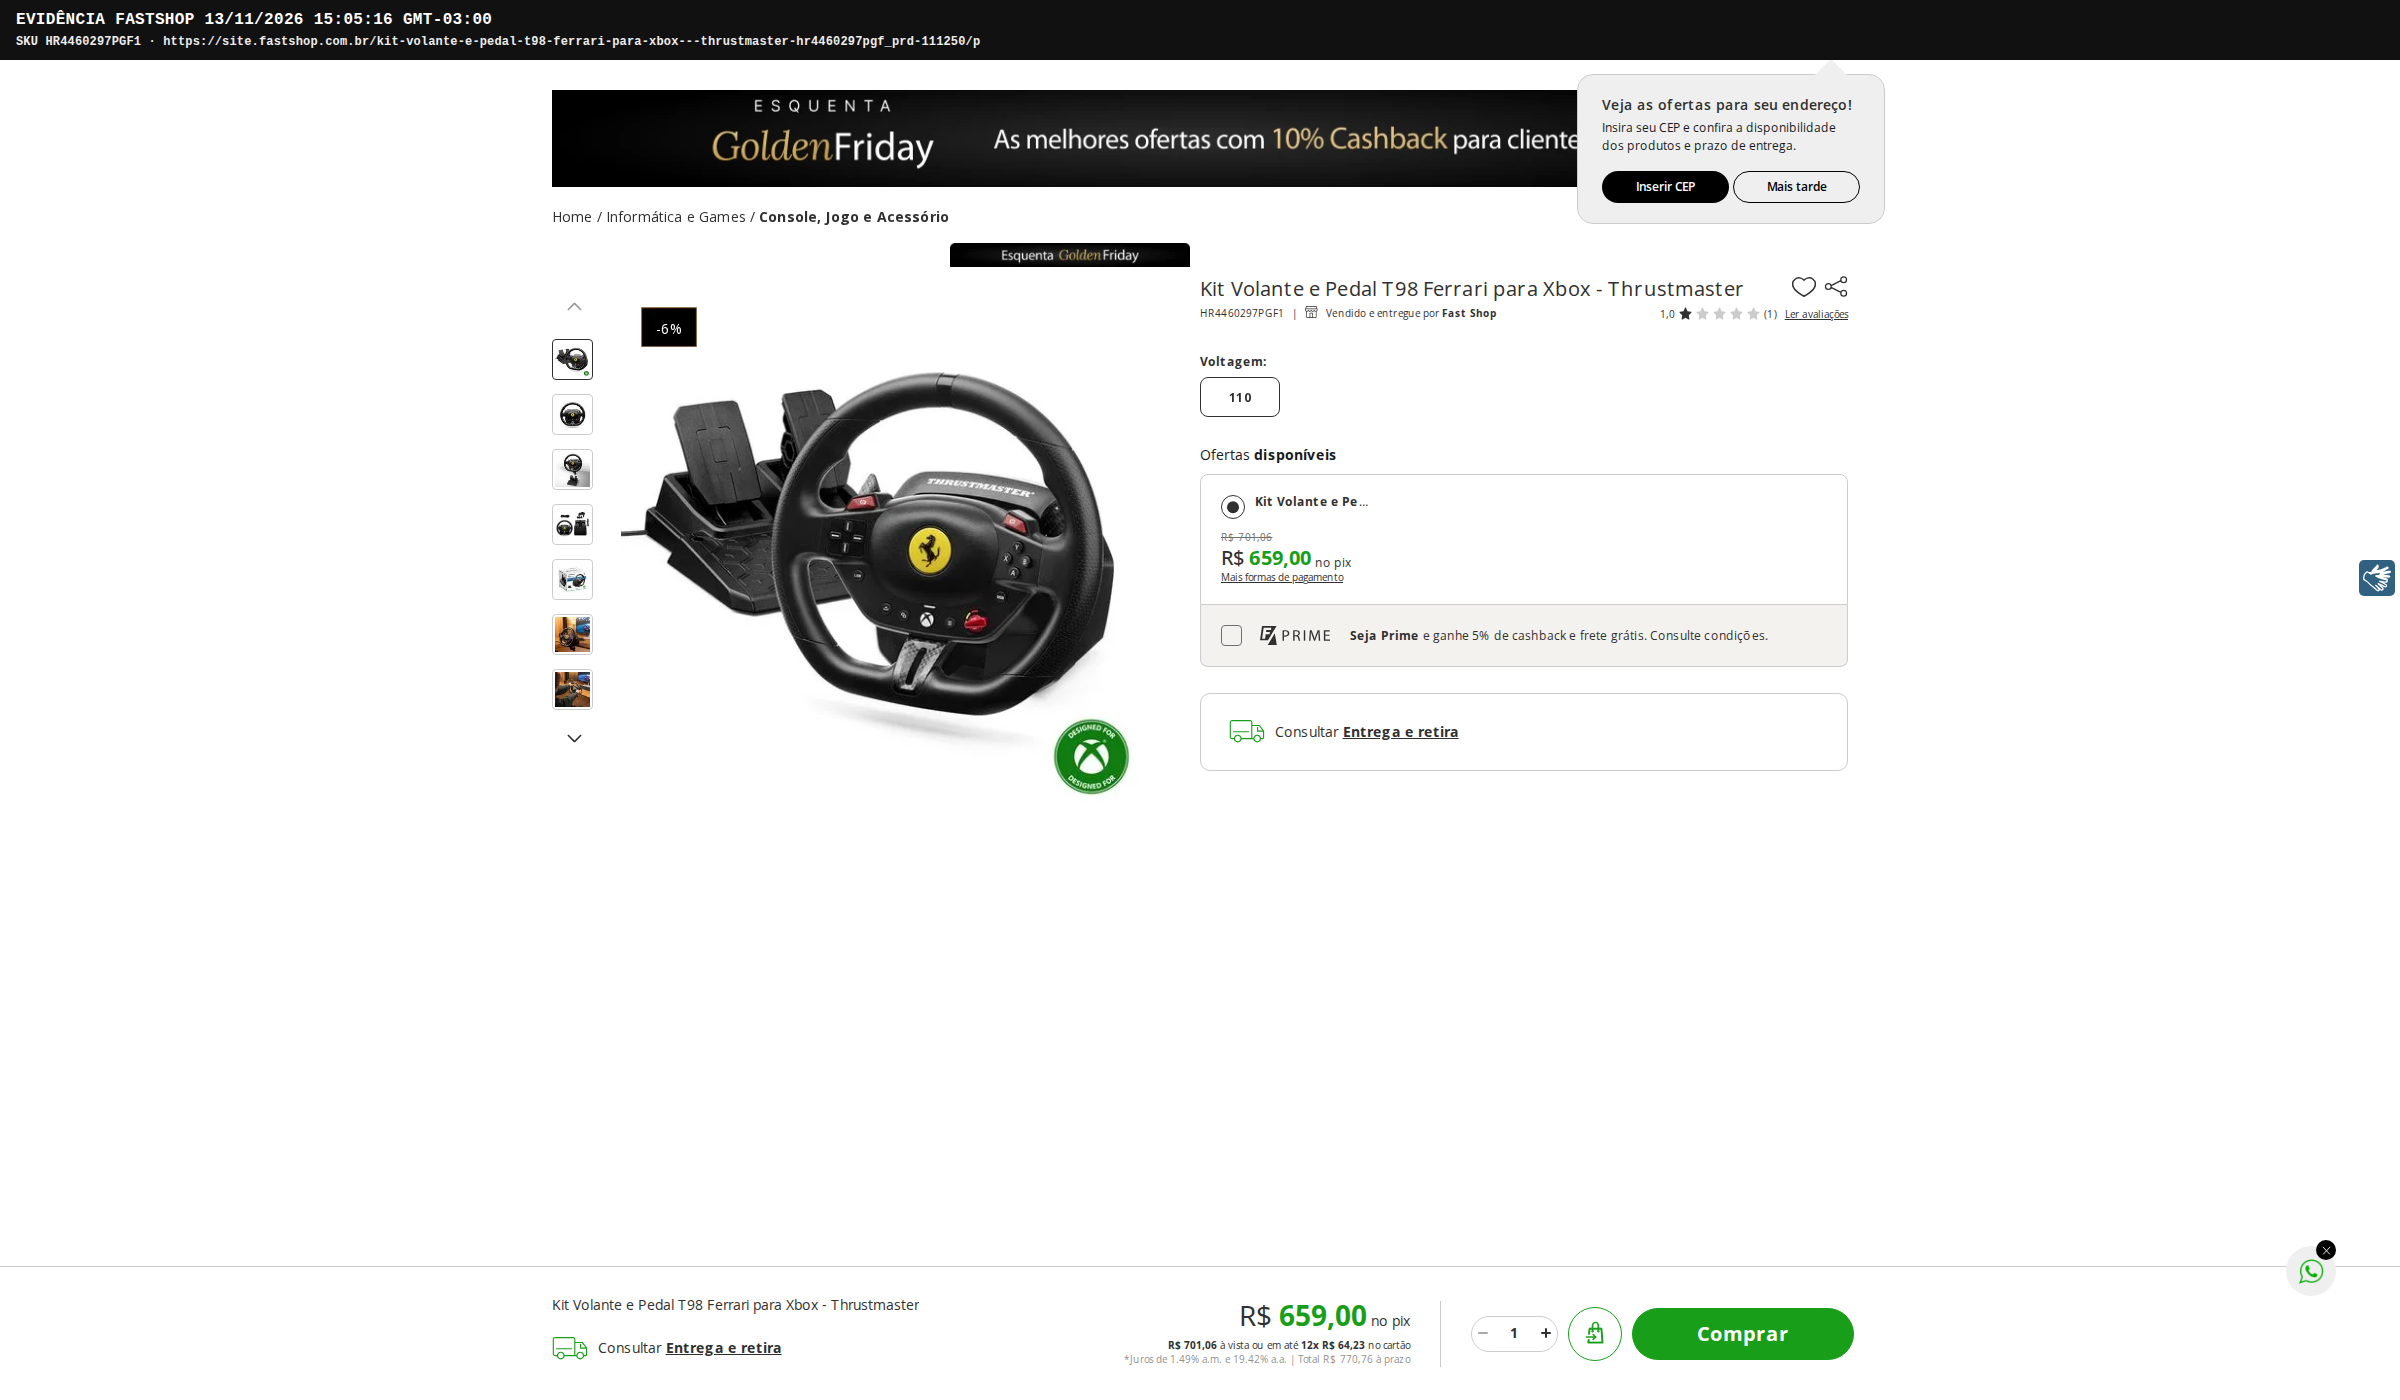 EVIDÊNCIA FASTSHOP 13/11/2026 15:05:16 GMT-03:00
SKU HR4460297PGF1 · https://site.fastshop.com.br/kit-volante-e-pedal-t98-ferrari-para-xbox---thrustmaster-hr4460297pgf_prd-111250/p
ESQUENTA
GoldenFriday
As melhores ofertas com 10% Cashback para cliente
Veja as ofertas para seu endereço!
Insira seu CEP e confira a disponibilidade
dos produtos e prazo de entrega.
Inserir CEP
Mais tarde
Home / Informática e Games / Console, Jogo e Acessório
Esquenta GoldenFriday
-6%
THRUSTMASTER
DESIGNED FOR
DESIGNED FOR
Kit Volante e Pedal T98 Ferrari para Xbox - Thrustmaster
HR4460297PGF1 | Vendido e entregue por Fast Shop
1,0 (1) Ler avaliações
Voltagem:
110
Ofertas disponíveis
Kit Volante e Pe...
R$ 701,06
R$ 659,00 no pix
Mais formas de pagamento
PRIME Seja Prime e ganhe 5% de cashback e frete grátis. Consulte condições.
Consultar Entrega e retira
Kit Volante e Pedal T98 Ferrari para Xbox - Thrustmaster
Consultar Entrega e retira
R$ 659,00 no pix
R$ 701,06 à vista ou em até 12x R$ 64,23 no cartão
*Juros de 1.49% a.m. e 19.42% a.a. | Total R$ 770,76 à prazo
1
Comprar